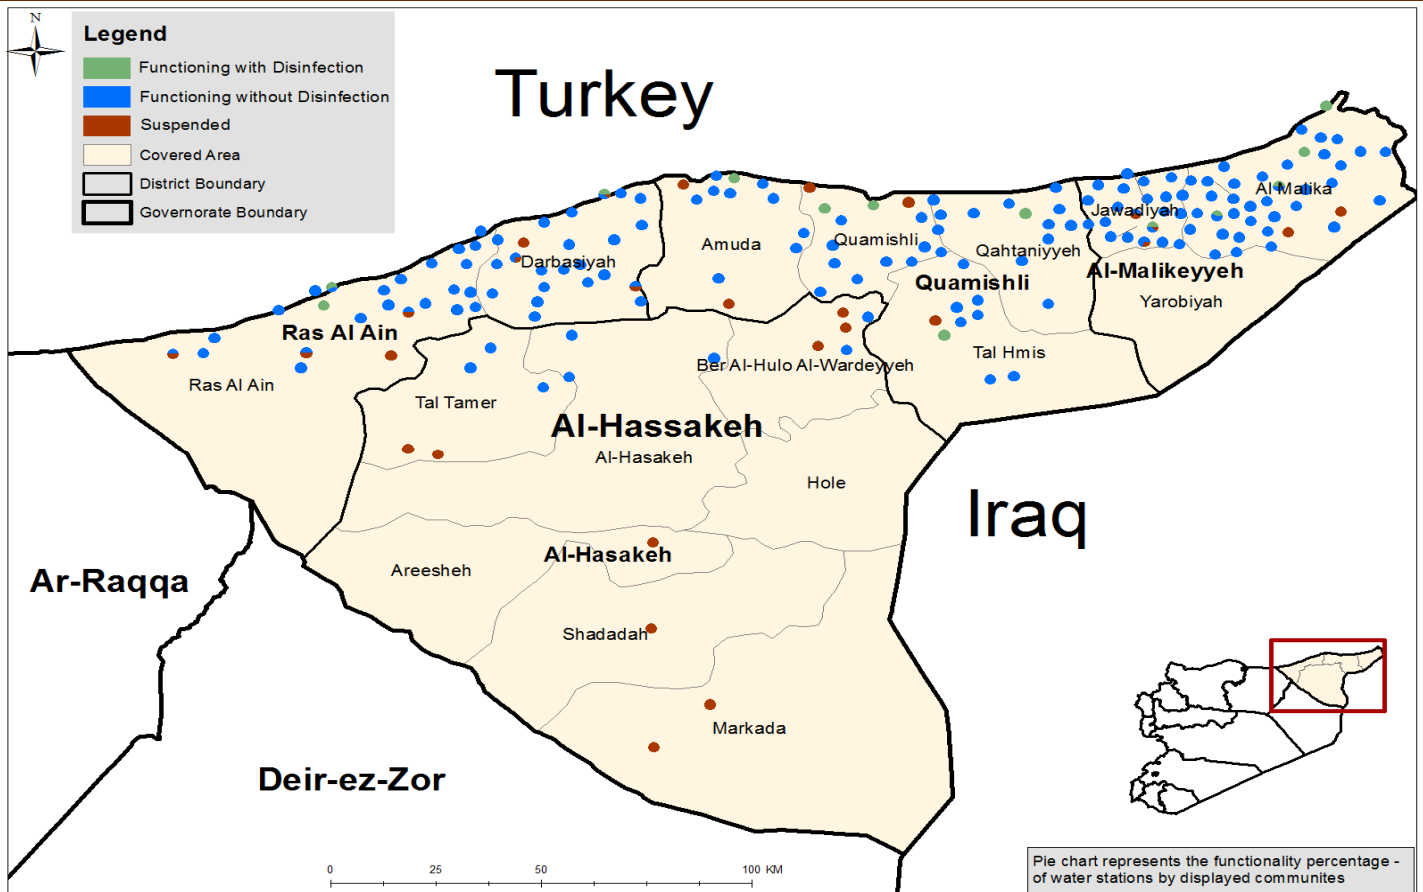 N
Legend
Functioning with Disinfection
Functioning without Disinfection
Suspended
Covered Area
District Boundary
Governorate Boundary
Turkey
Al Malika
Jawadiyah
Amuda
Quamishli
Qahtaniyyeh
Darbasiyah
Al-Malikeyyeh
Quamishli
Yarobiyah
Ras Al Ain
Tal Hmis
Ber Al-Hulo Al-Wardeyyeh
Ras Al Ain
Tal Tamer
Al-Hassakeh
Al-Hasakeh
Hole
Iraq
Al-Hasakeh
Areesheh
Ar-Raqqa
Shadadah
Markada
Deir-ez-Zor
0 25 50 100 KM
Pie chart represents the functionality percentage -
of water stations by displayed communites